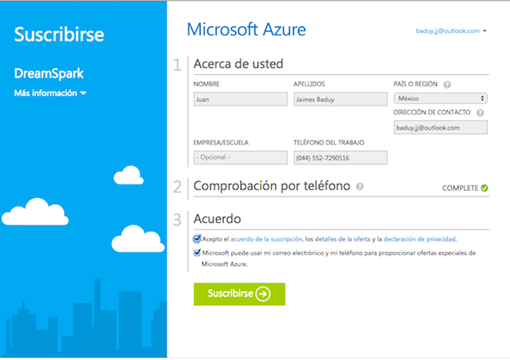 Suscribirse
DreamSpark
Más información
Microsoft Azure
baduy.jj@outlook.com
1 Acerca de usted
NOMBRE APELLIDOS PAÍS O REGIÓN ?
Juan Jaimes Baduy México
DIRECCIÓN DE CONTACTO ?
baduy.jj@outlook.com
EMPRESA/ESCUELA TELÉFONO DEL TRABAJO
- Opcional - (044) 552-7290516
2 Comprobación por teléfono ? COMPLETE
3 Acuerdo
Acepto el acuerdo de la suscripción, los detalles de la oferta y la declaración de privacidad.
Microsoft puede usar mi correo electrónico y mi teléfono para proporcionar ofertas especiales de
Microsoft Azure.
Suscribirse